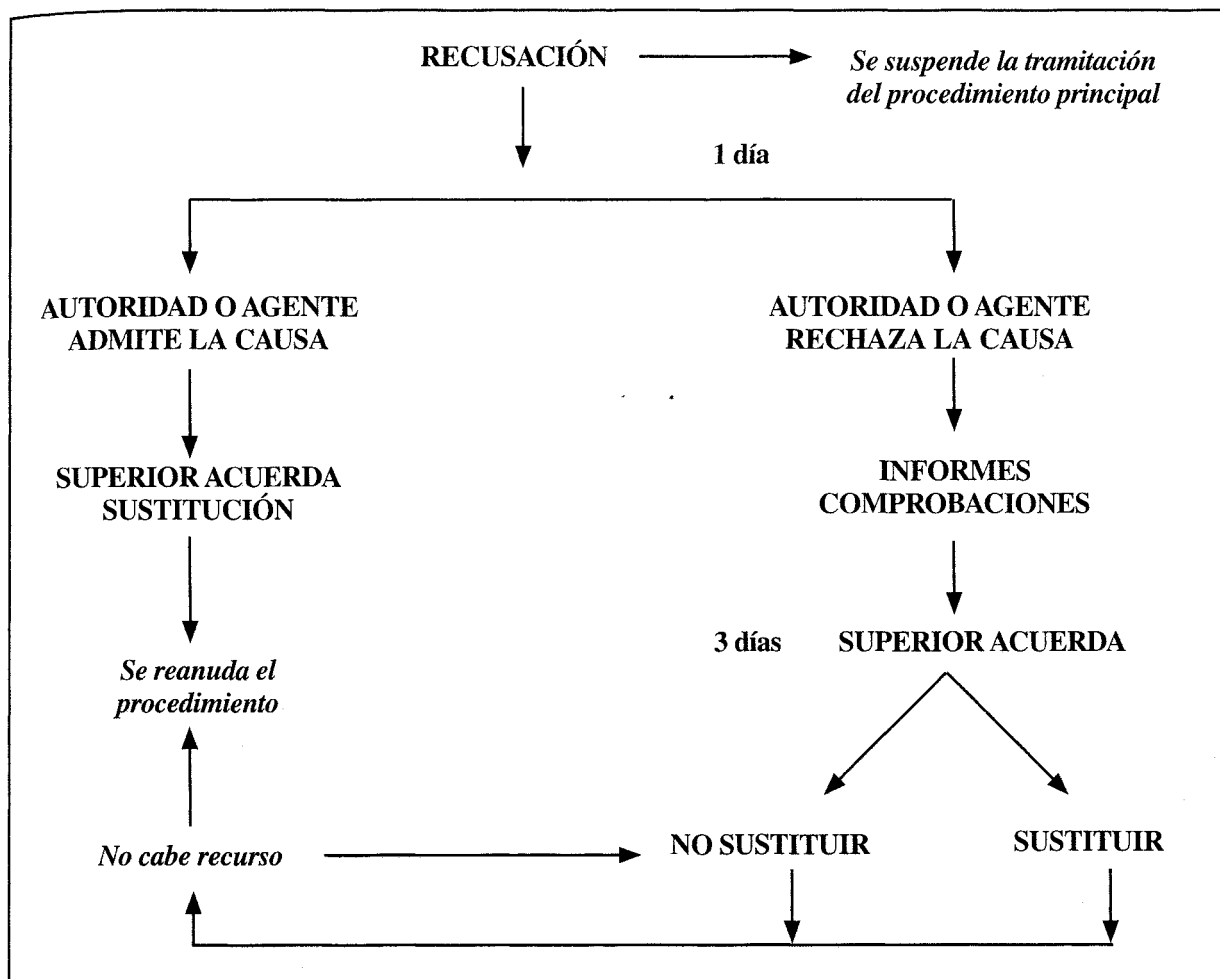 RECUSACIÓN
Se suspende la tramitación
del procedimiento principal
1 día
AUTORIDAD O AGENTE
ADMITE LA CAUSA
AUTORIDAD O AGENTE
RECHAZA LA CAUSA
SUPERIOR ACUERDA
SUSTITUCIÓN
INFORMES
COMPROBACIONES
Se reanuda el
procedimiento
3 días
SUPERIOR ACUERDA
No cabe recurso
NO SUSTITUIR
SUSTITUIR